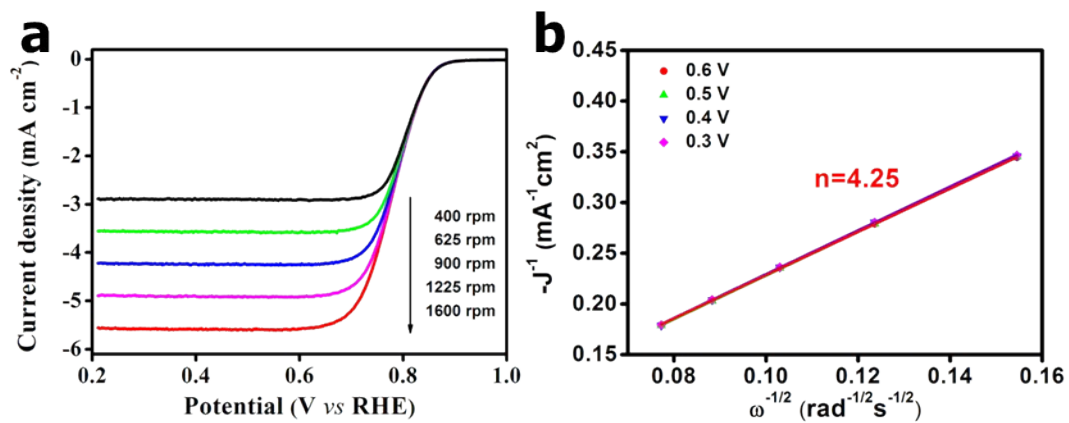 a
0
-1
-2
-3
-4
-5
-6
0.2
0.4
0.6
0.8
1.0
Current density (mA cm⁻²)
Potential (V vs RHE)
400 rpm
625 rpm
900 rpm
1225 rpm
1600 rpm
b
0.45
0.40
0.35
0.30
0.25
0.20
0.15
0.08
0.10
0.12
0.14
0.16
-J⁻¹ (mA⁻¹cm²)
ω⁻¹/² (rad⁻¹/²s⁻¹/²)
0.6 V
0.5 V
0.4 V
0.3 V
n=4.25